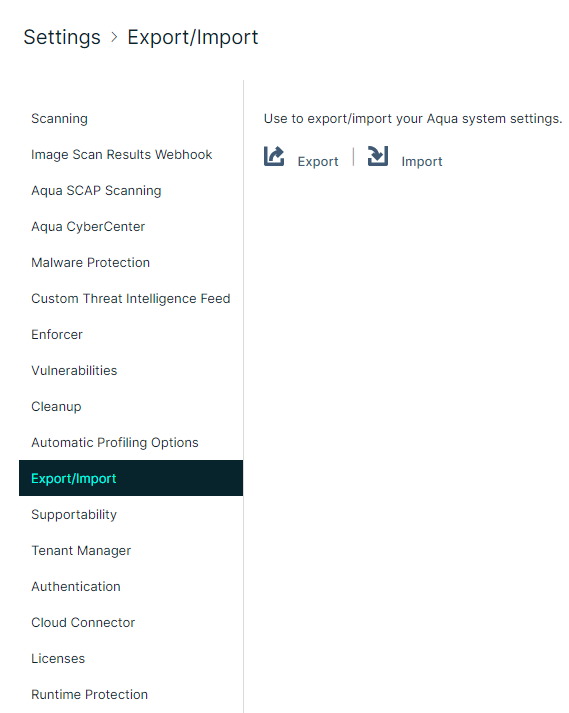 Settings > Export/Import
Scanning
Image Scan Results Webhook
Aqua SCAP Scanning
Aqua CyberCenter
Malware Protection
Custom Threat Intelligence Feed
Enforcer
Vulnerabilities
Cleanup
Automatic Profiling Options
Export/Import
Supportability
Tenant Manager
Authentication
Cloud Connector
Licenses
Runtime Protection
Use to export/import your Aqua system settings.
Export | Import